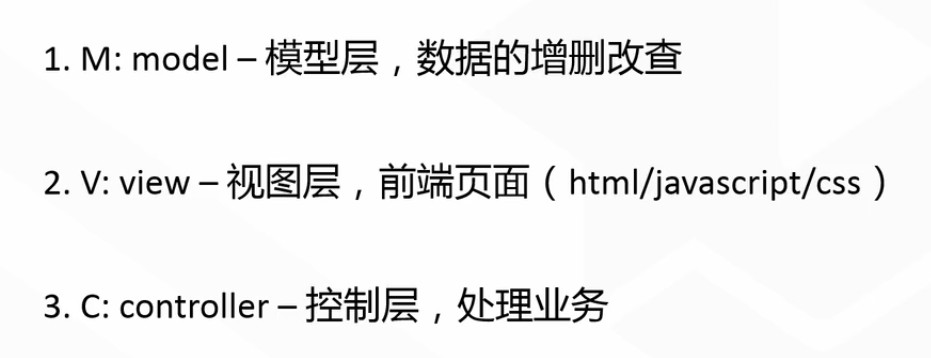 1. M: model – 模型层，数据的增删改查
2. V: view – 视图层，前端页面（html/javascript/css）
3. C: controller – 控制层，处理业务